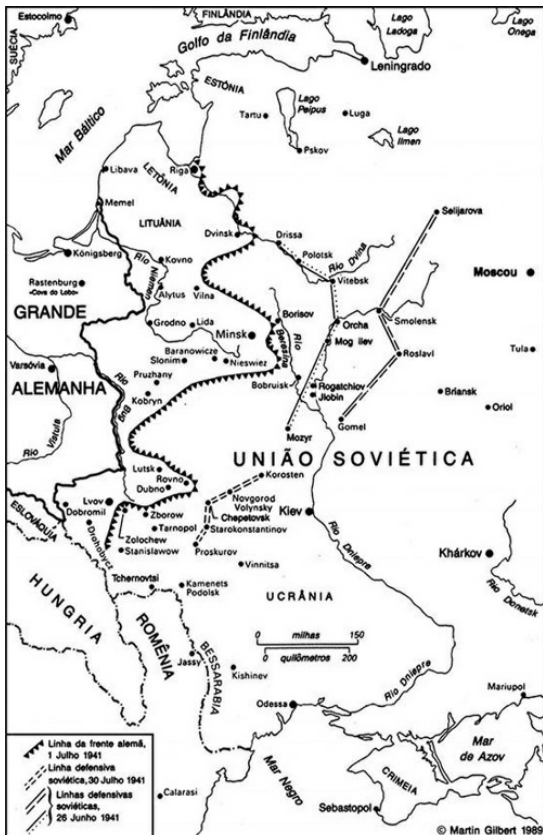 Estocolmo
SUÉCIA
FINLÂNDIA
Golfo da Finlândia
Lago
Ladoga
Lago
Onega
Leningrado
ESTÔNIA
Mar Báltico
Tartu
Lago
Peipus
Luga
Lago
Ilmen
Pskov
Libava
Riga
LETÔNIA
Memel
LITUÂNIA
Dvinsk
Drissa
Selijarova
Polotsk
Rio Dvina
Königsberg
Kovno
Rio
Niemen
Vitebsk
Moscou
Rastenburg
«Cova do Lobo»
Alytus
Vilna
GRANDE
Borisov
Orcha
Smolensk
Grodno
Lida
Minsk
Rio
Beresina
Mog ilev
Roslavl
Tula
Varsóvia
Baranowicze
Slonim
Nieswiez
ALEMANHA
Rio
Bug
Pruzhany
Bobruisk
Rogatchiov
Jlobin
Briansk
Oriol
Kobryn
Gomel
Rio
Vístula
Mozyr
UNIÃO SOVIÉTICA
Lutsk
Rovno
Dubno
Korosten
Novgorod
Volynsky
Chepetovsk
Kiev
ESLOVÁQUIA
Lvov
Dobromil
Zborow
Tarnopol
Starokonstantinov
Rio Dniepre
Drohobycz
Zolochew
Stanislawow
Proskurov
Khárkov
Vinnitsa
Tchernovtsi
Kamenets
Podolsk
UCRÂNIA
Rio Donetsk
HUNGRIA
ROMÊNIA
BESSARÁBIA
0 milhas 150
0 quilômetros 200
Jassy
Kishinev
Rio Dniepre
Odessa
Mariupol
Mar
de Azov
Mar Negro
CRIMEIA
Calarasi
Sebastopol
Linha da frente alemã,
1 Julho 1941
Linha defensiva
soviética, 30 Julho 1941
Linhas defensivas
soviéticas,
26 Junho 1941
© Martin Gilbert 1989